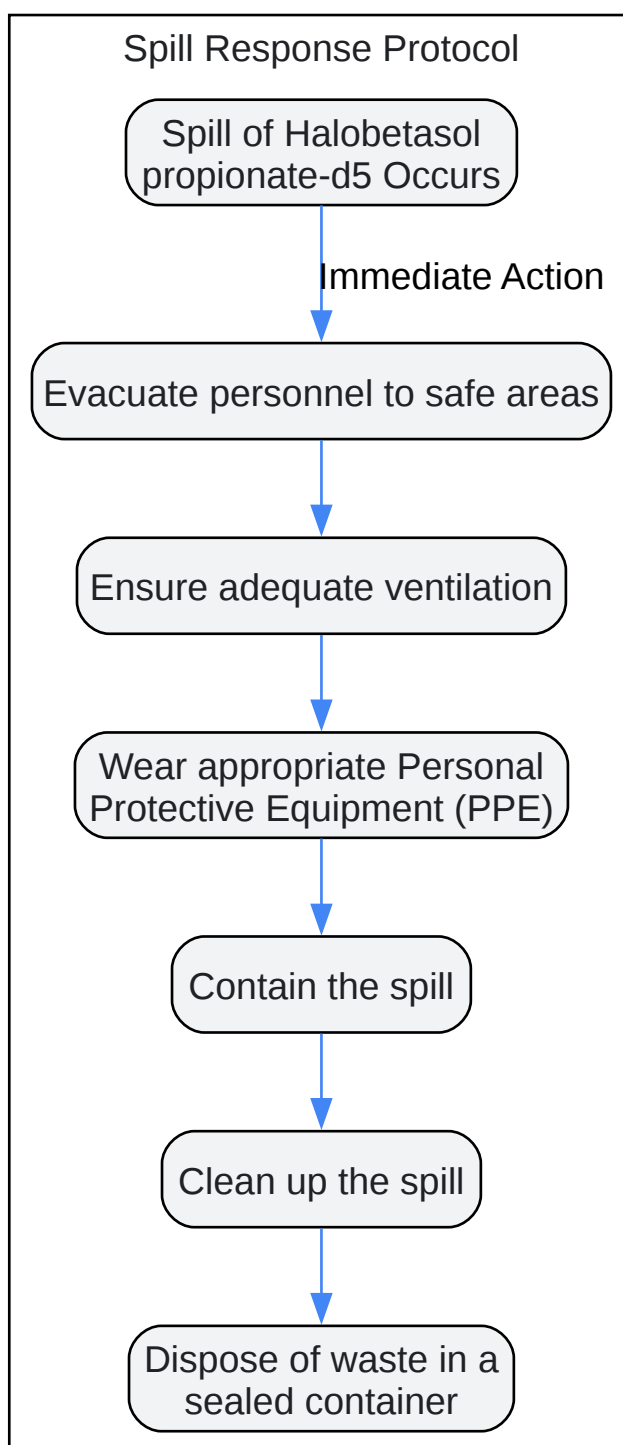 Spill Response Protocol
Spill of Halobetasol
propionate-d5 Occurs
Immediate Action
Evacuate personnel to safe areas
Ensure adequate ventilation
Wear appropriate Personal
Protective Equipment (PPE)
Contain the spill
Clean up the spill
Dispose of waste in a
sealed container